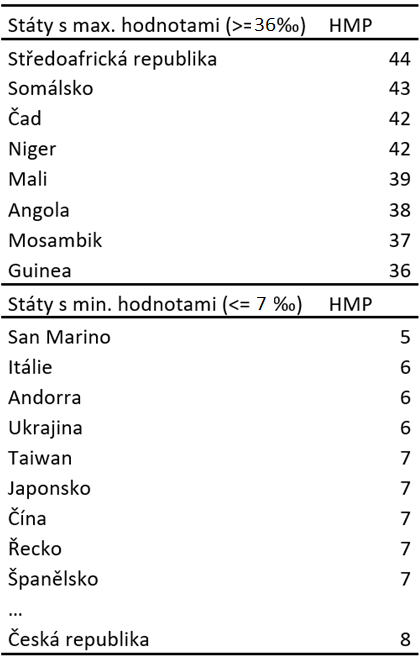 Státy s max. hodnotami (>=36‰) HMP
Středoafrická republika 44
Somálsko 43
Čad 42
Niger 42
Mali 39
Angola 38
Mosambik 37
Guinea 36
Státy s min. hodnotami (<= 7 ‰) HMP
San Marino 5
Itálie 6
Andorra 6
Ukrajina 6
Taiwan 7
Japonsko 7
Čína 7
Řecko 7
Španělsko 7
...
Česká republika 8